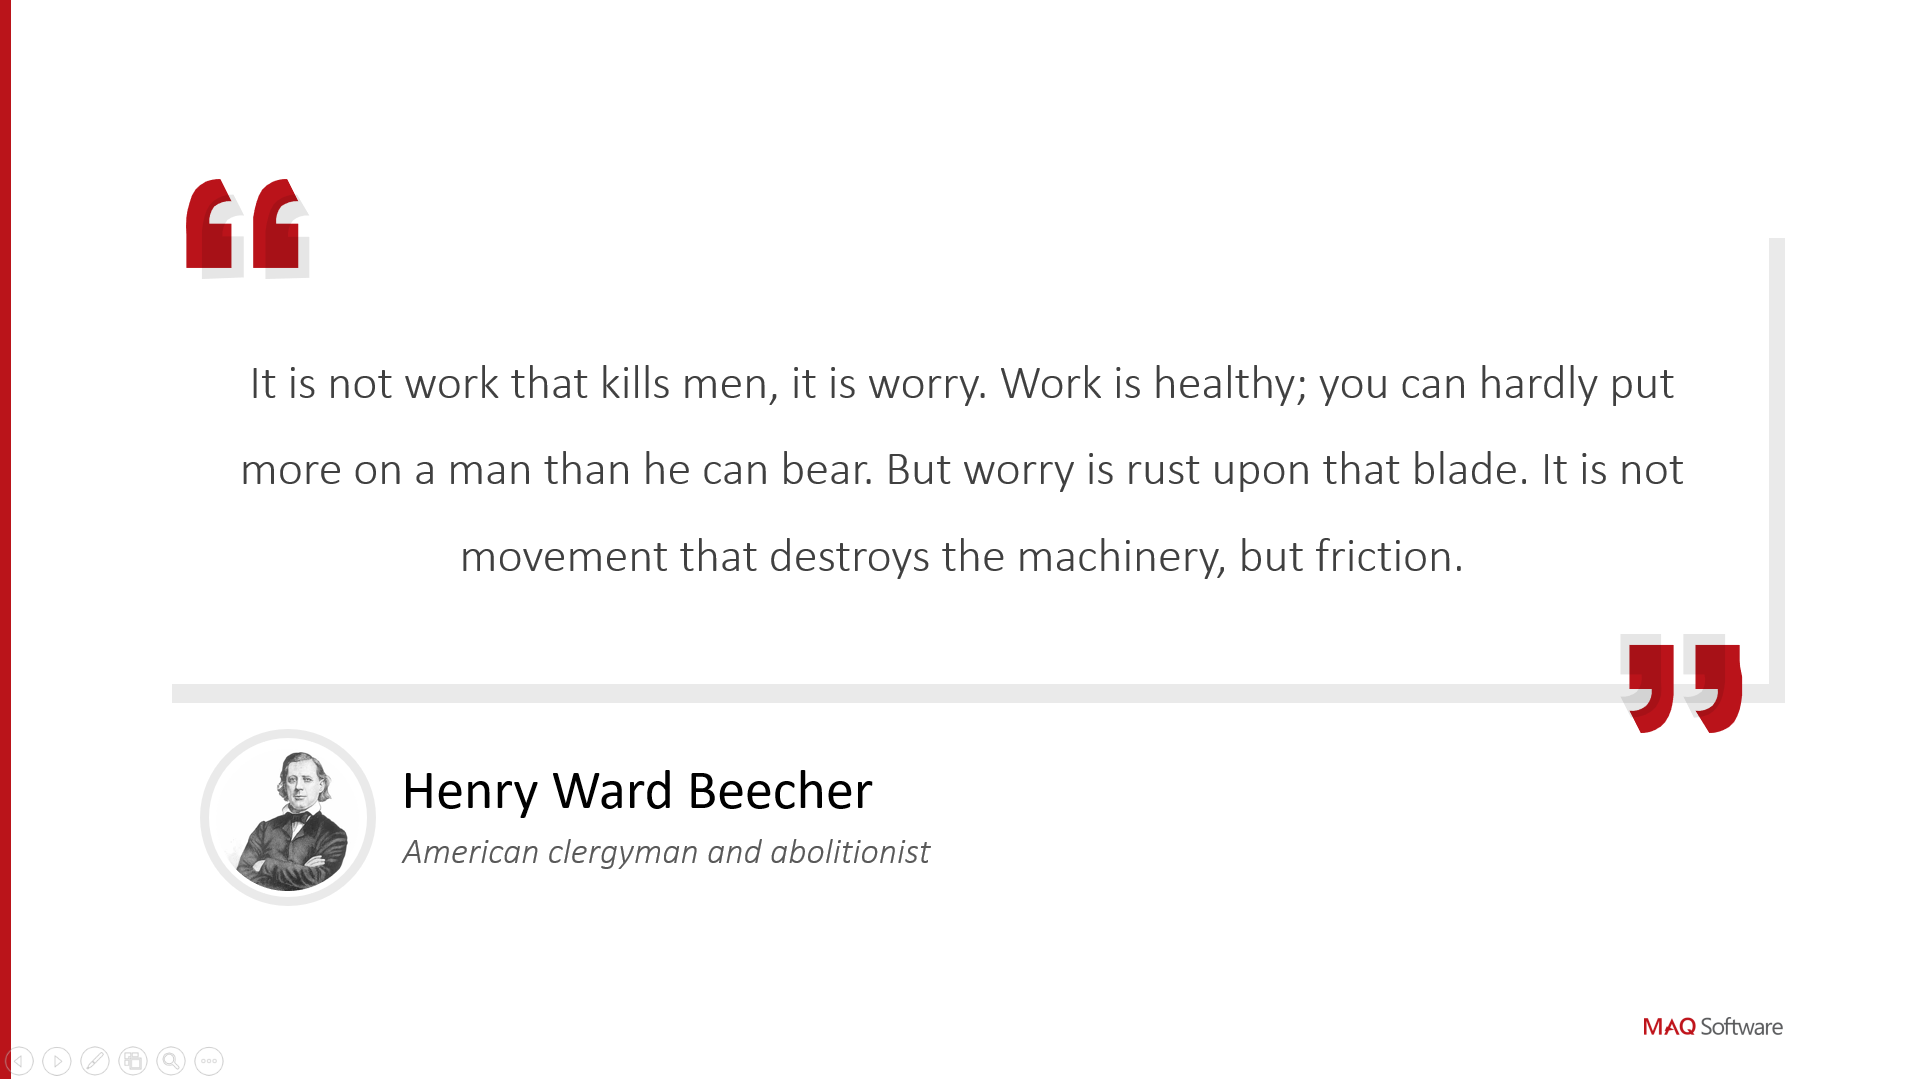 It is not work that kills men, it is worry. Work is healthy; you can hardly put
more on a man than he can bear. But worry is rust upon that blade. It is not
movement that destroys the machinery, but friction.
Henry Ward Beecher
American clergyman and abolitionist
MAQ Software